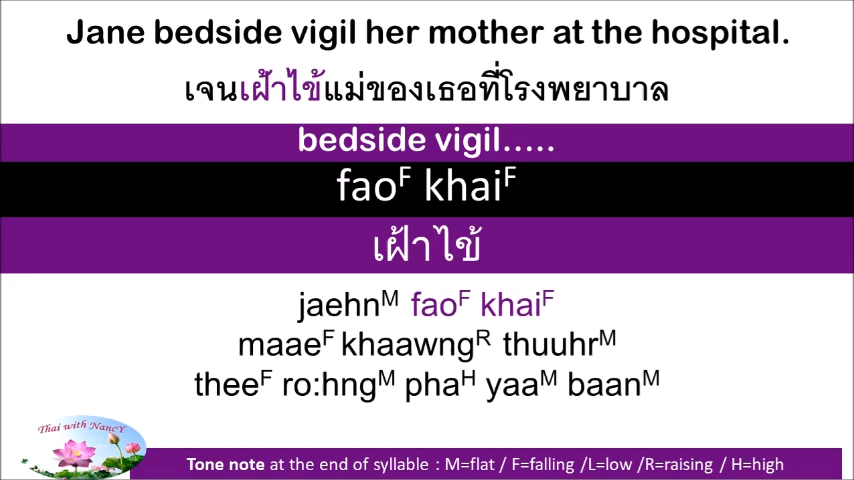 Jane bedside vigil her mother at the hospital.
เจนเฝ้าไข้แม่ของเธอที่โรงพยาบาล
bedside vigil.....
faoF khaiF
เฝ้าไข้
jaehnM faoF khaiF
maaeF khaawngR thuuhrM
theeF ro:hngM phaH yaaM baanM
Thai with NancY
Tone note at the end of syllable : M=flat / F=falling /L=low /R=raising / H=high